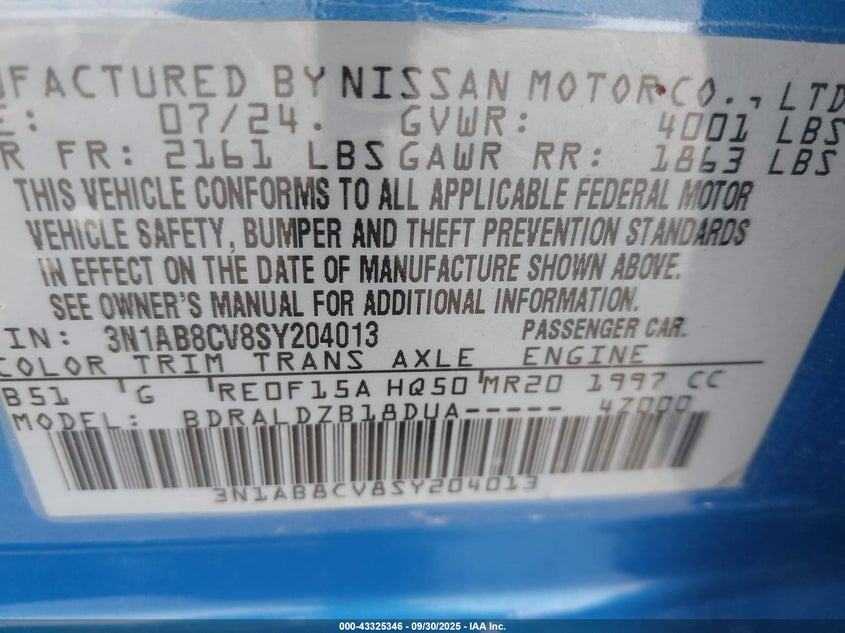 NUFACTURED BY NISSAN MOTOR CO., LTD
E: 07/24. GVWR: 4001 LBS
R FR: 2161 LBS GAWR RR: 1863 LBS
THIS VEHICLE CONFORMS TO ALL APPLICABLE FEDERAL MOTOR
VEHICLE SAFETY, BUMPER AND THEFT PREVENTION STANDARDS
IN EFFECT ON THE DATE OF MANUFACTURE SHOWN ABOVE.
SEE OWNER'S MANUAL FOR ADDITIONAL INFORMATION.
IN: 3N1AB8CV8SY204013 PASSENGER CAR.
COLOR TRIM TRANS AXLE ENGINE
B51 G RE0F15A HQ50 MR20 1997 CC
MODEL: BDRALDZB18DUA----- 4Z000
3N1AB8CV8SY204013
000-43325346 - 09/30/2025 - IAA Inc.